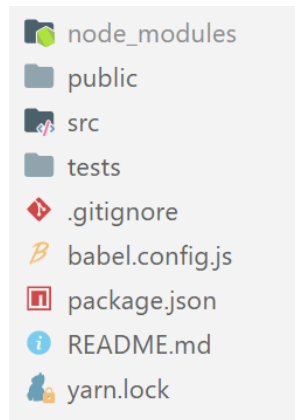 node_modules
public
src
tests
.gitignore
babel.config.js
package.json
README.md
yarn.lock